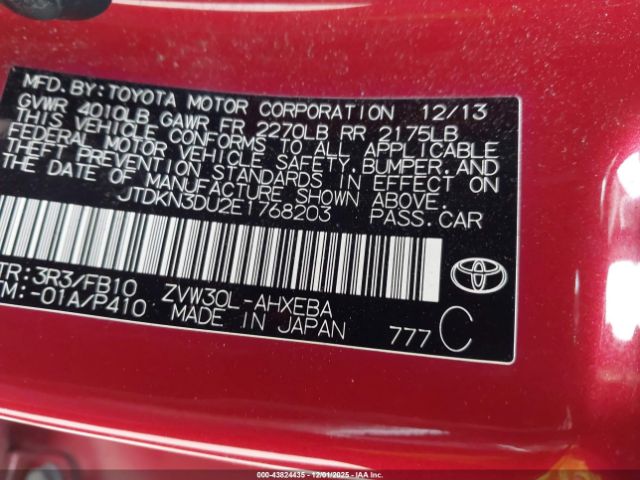 MFD. BY: TOYOTA MOTOR CORPORATION 12/13
GVWR 4010LB GAWR FR 2270LB RR 2175LB
THIS VEHICLE CONFORMS TO ALL APPLICABLE
FEDERAL MOTOR VEHICLE SAFETY, BUMPER, AND
THEFT PREVENTION STANDARDS IN EFFECT ON
THE DATE OF MANUFACTURE SHOWN ABOVE.
JTDKN3DU2E1768203 PASS. CAR
TR: 3R3/FB10 ZVW30L-AHXEBA
TM: -01A/P410 MADE IN JAPAN 777 C
TOYOTA
000-43824435 - 12/01/2025 - IAA Inc.